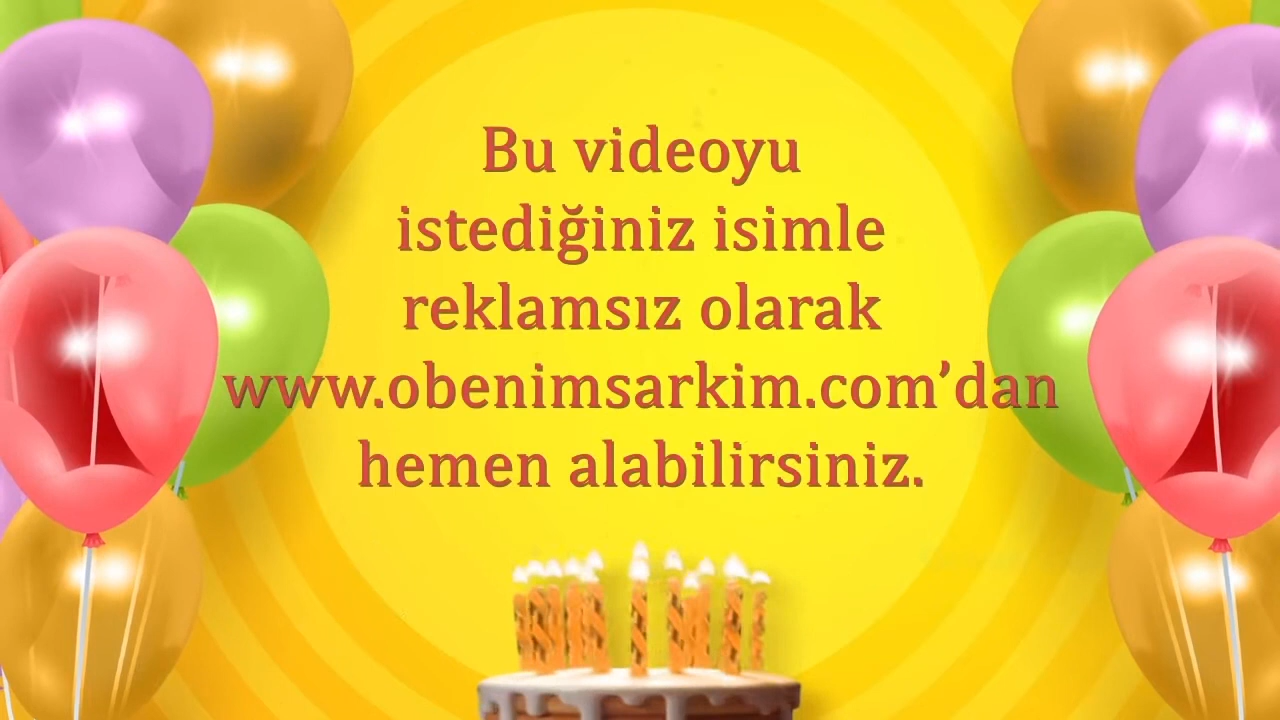 Bu videoyu
istediğiniz isimle
reklamsız olarak
www.obenimsarkim.com’dan
hemen alabilirsiniz.